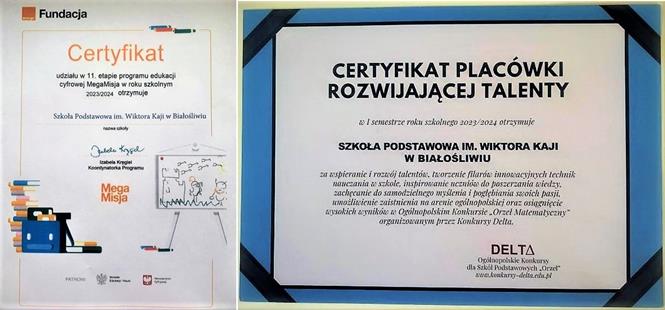 Fundacja
Certyfikat
udziału w 11. etapie programu edukacji
cyfrowej MegaMisja w roku szkolnym
2023/2024 otrzymuje
Szkoła Podstawowa im. Wiktora Kaji w Białośliwiu
nazwa szkoły
Izabela Kręgiel
Koordynatorka Programu
Mega
Misja
PATRONI:
CERTYFIKAT PLACÓWKI
ROZWIJAJĄCEJ TALENTY
w I semestrze roku szkolnego 2023/2024 otrzymuje
SZKOŁA PODSTAWOWA IM. WIKTORA KAJI
W BIAŁOŚLIWIU
za wspieranie i rozwój talentów, tworzenie filarów innowacyjnych technik
nauczania w szkole, inspirowanie uczniów do poszerzania wiedzy,
zachęcanie do samodzielnego myślenia i pogłębiania swoich pasji,
umożliwienie zaistnienia na arenie ogólnopolskiej oraz osiągnięcie
wysokich wyników w Ogólnopolskim Konkursie „Orzeł Matematyczny"
organizowanym przez Konkursy Delta.
DELTA
Ogólnopolskie Konkursy
dla Szkół Podstawowych „Orzeł"
www.konkursy-delta.edu.pl